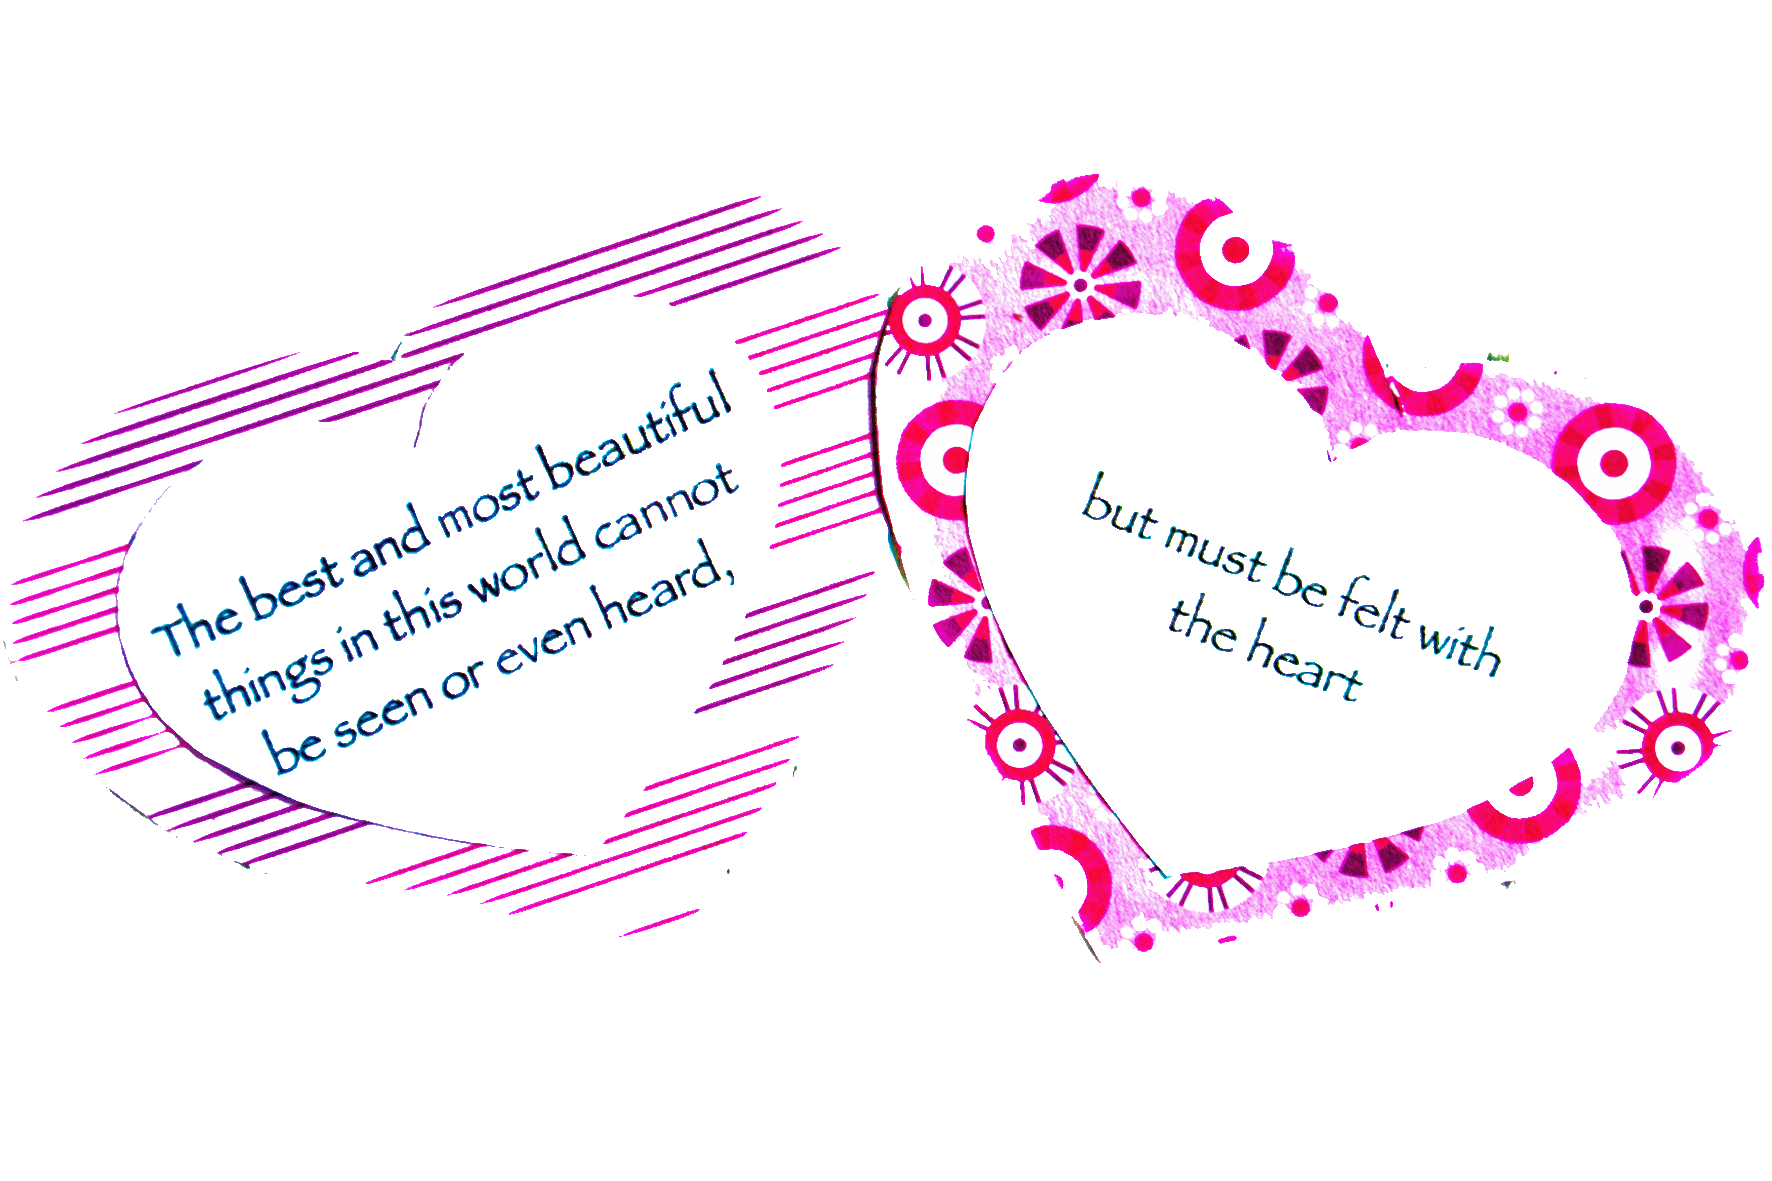 The best and most beautiful
things in this world cannot
be seen or even heard,
but must be felt with
the heart